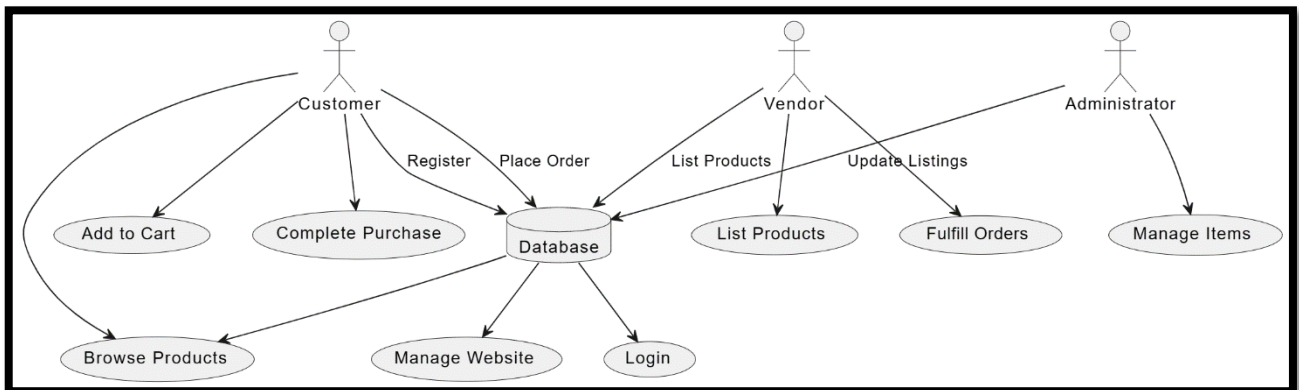 Customer
Vendor
Administrator
Register
Place Order
List Products
Update Listings
Add to Cart
Complete Purchase
Database
List Products
Fulfill Orders
Manage Items
Browse Products
Manage Website
Login